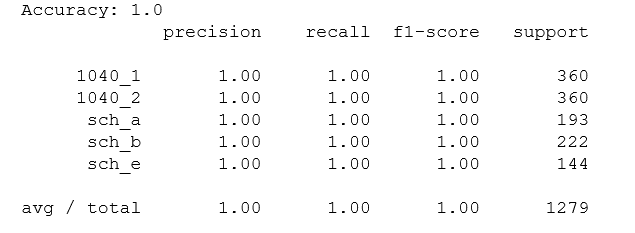 Accuracy: 1.0
precision recall f1-score support
1040_1 1.00 1.00 1.00 360
1040_2 1.00 1.00 1.00 360
sch_a 1.00 1.00 1.00 193
sch_b 1.00 1.00 1.00 222
sch_e 1.00 1.00 1.00 144
avg / total 1.00 1.00 1.00 1279